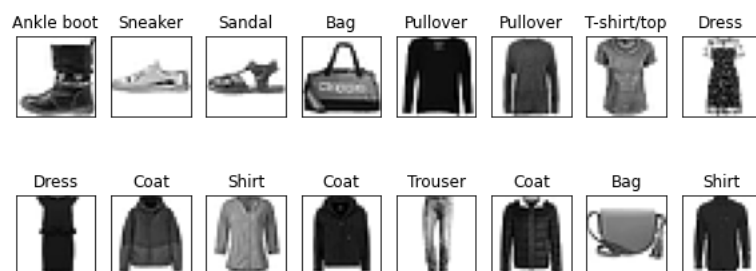 Ankle boot Sneaker Sandal Bag Pullover Pullover T-shirt/top Dress
Dress Coat Shirt Coat Trouser Coat Bag Shirt